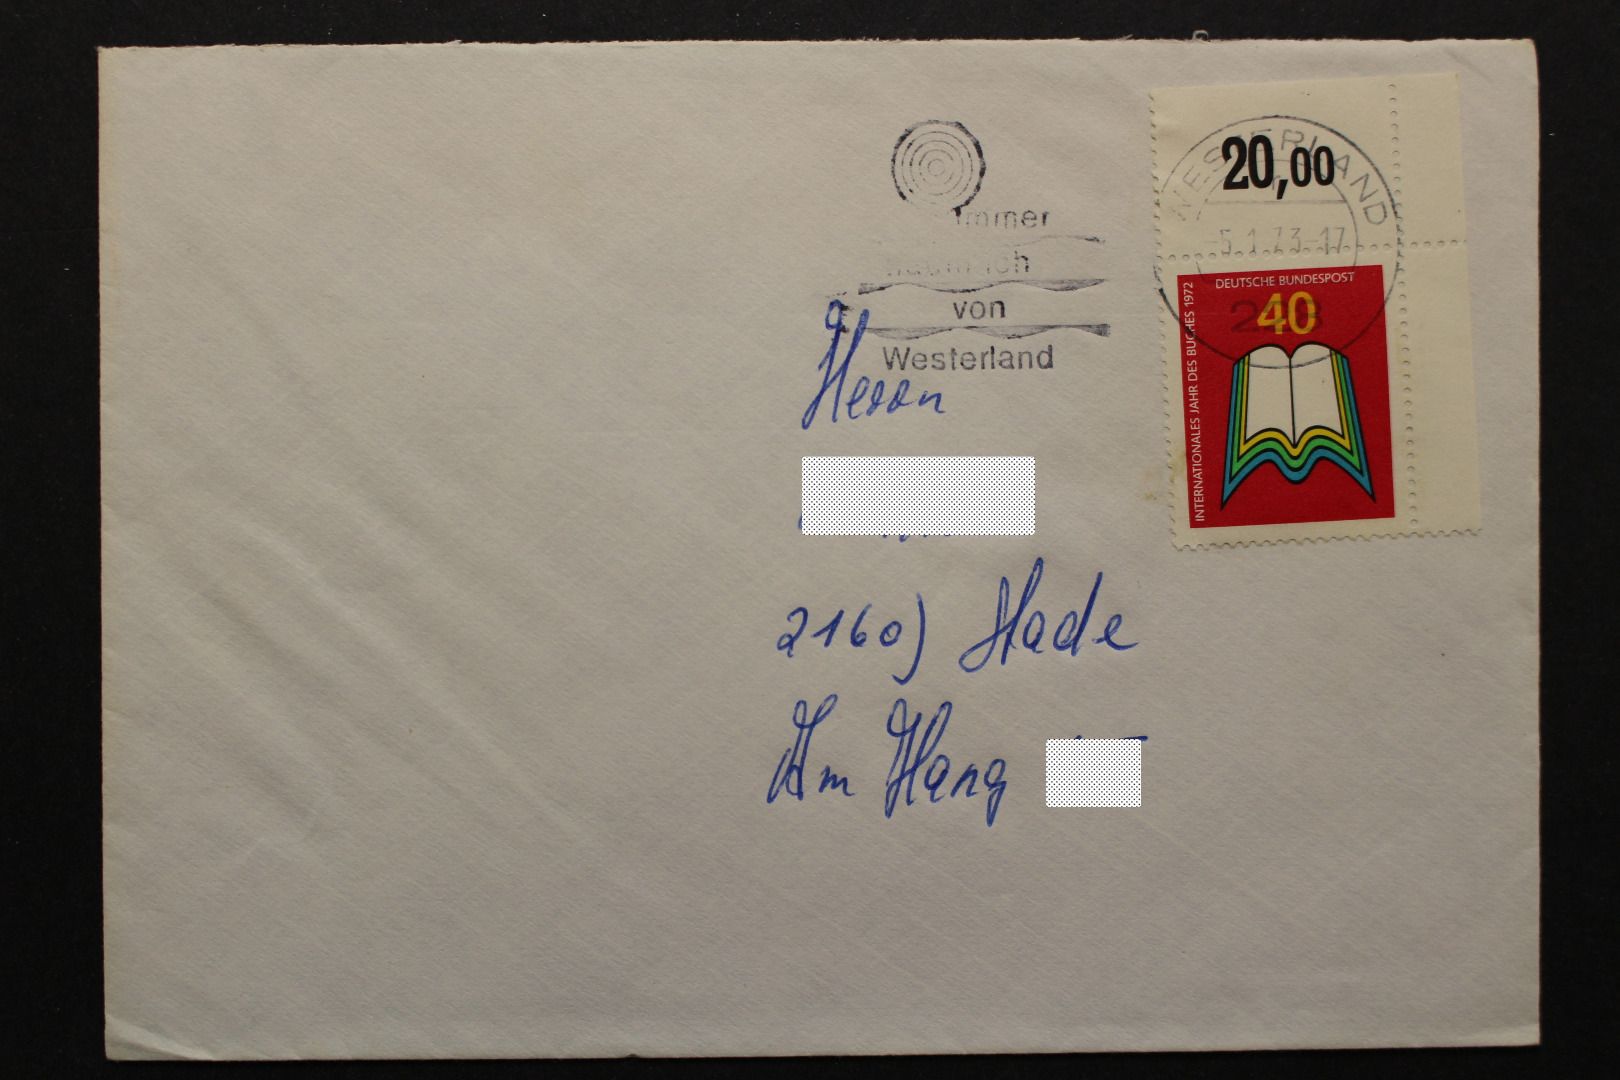 20,00
WESTERLAND
-5.1.73-17
DEUTSCHE BUNDESPOST
40
INTERNATIONALES JAHR DES BUCHES 1972
immer
von
Westerland
Herrn
2160) Stade
Am Hang